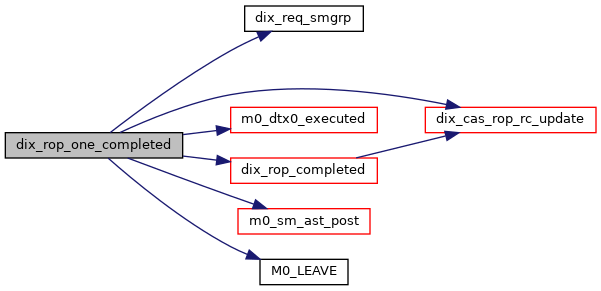 dix_req_smgrp
m0_dtx0_executed
dix_cas_rop_rc_update
dix_rop_one_completed
dix_rop_completed
m0_sm_ast_post
M0_LEAVE